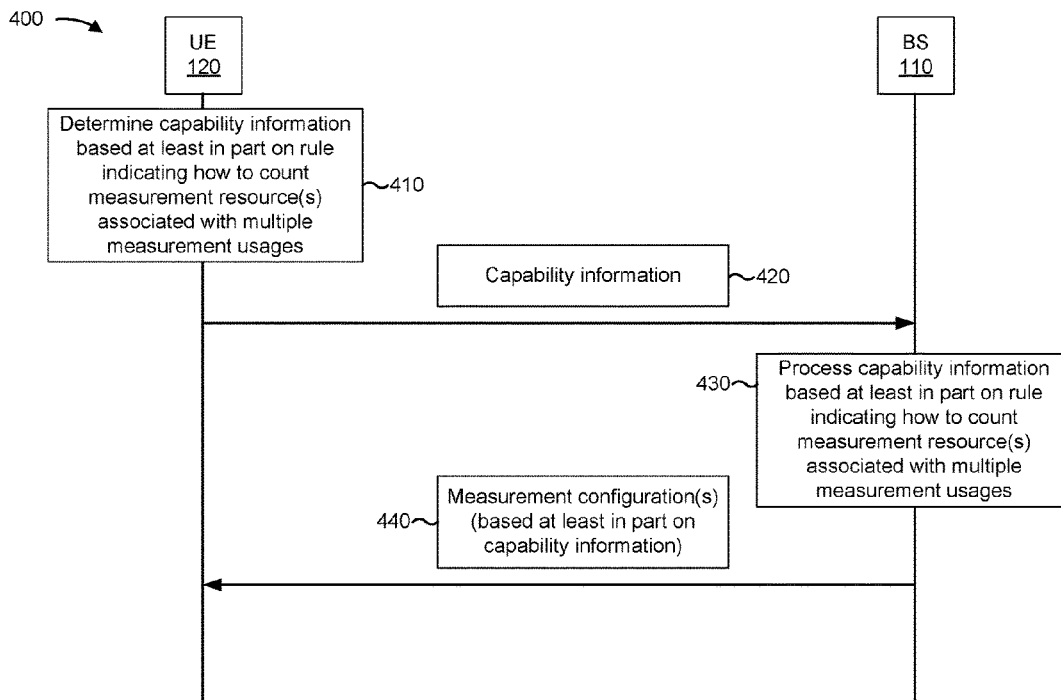 400
UE
120
BS
110
Determine capability information
based at least in part on rule
indicating how to count
measurement resource(s)
associated with multiple
measurement usages
410
Capability information
420
430
Process capability information
based at least in part on rule
indicating how to count
measurement resource(s)
associated with multiple
measurement usages
440
Measurement configuration(s)
(based at least in part on
capability information)